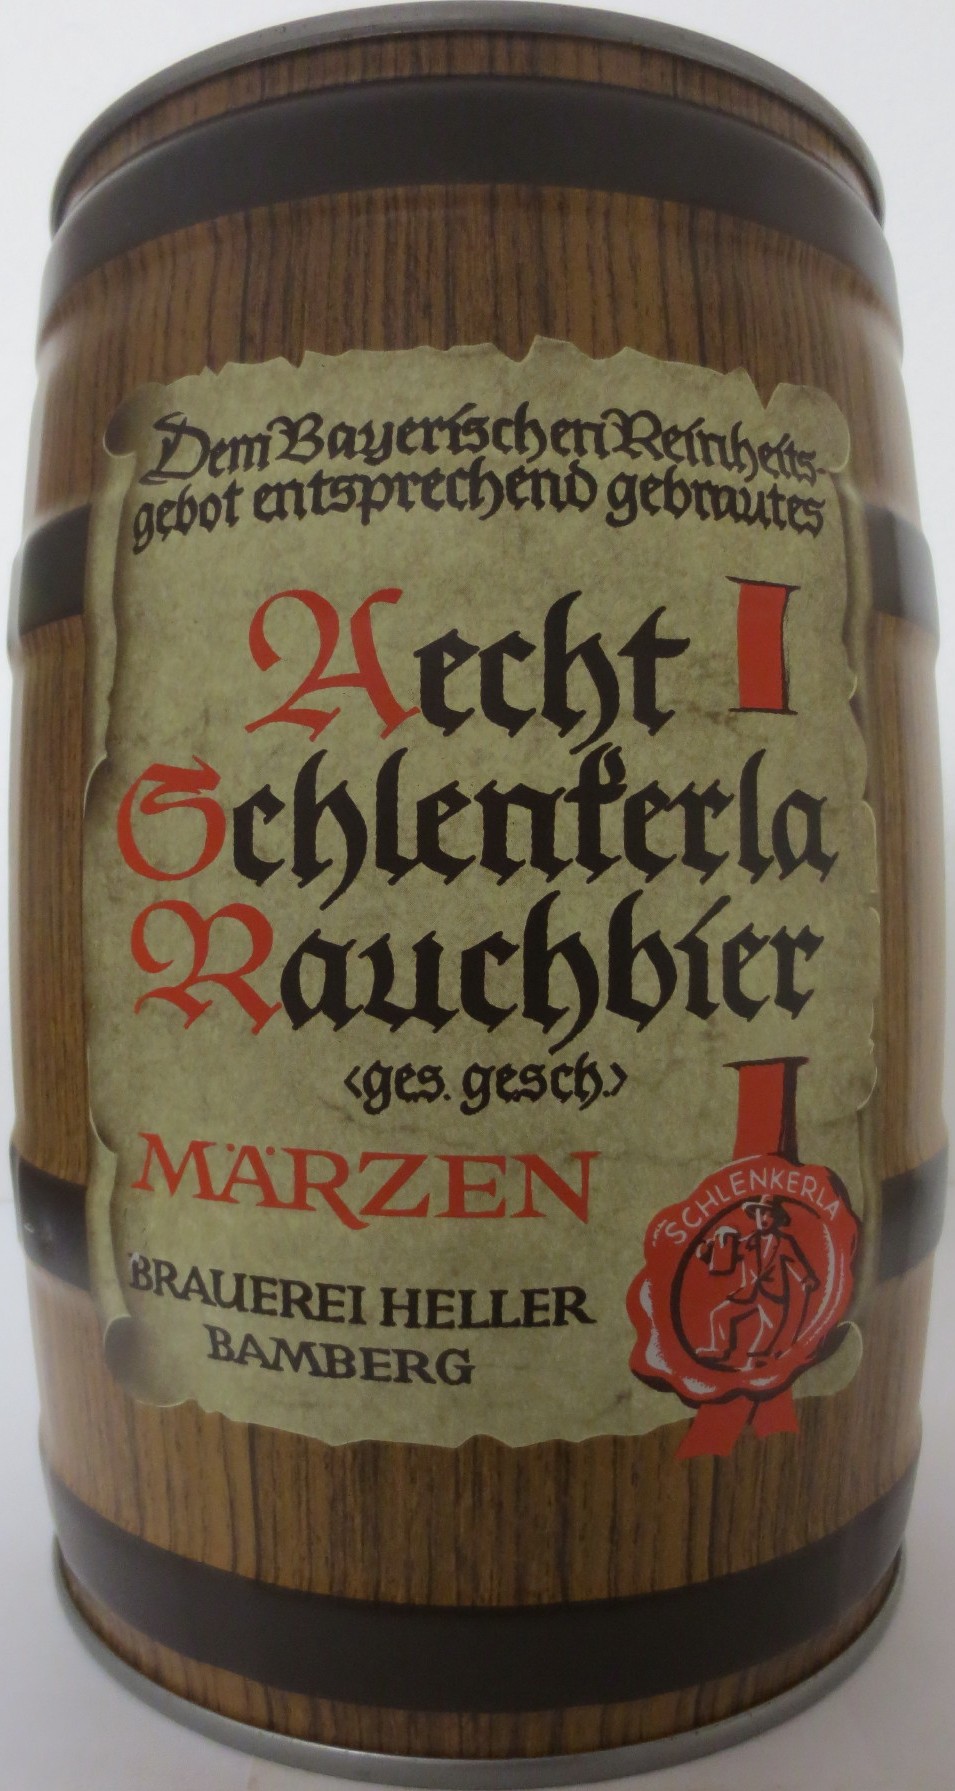 Dem Bayerischen Reinheits-
gebot entsprechend gebrautes
Aecht
Schlenkerla
Rauchbier
<ges. gesch.>
MÄRZEN
BRAUEREI HELLER
BAMBERG
SCHLENKERLA